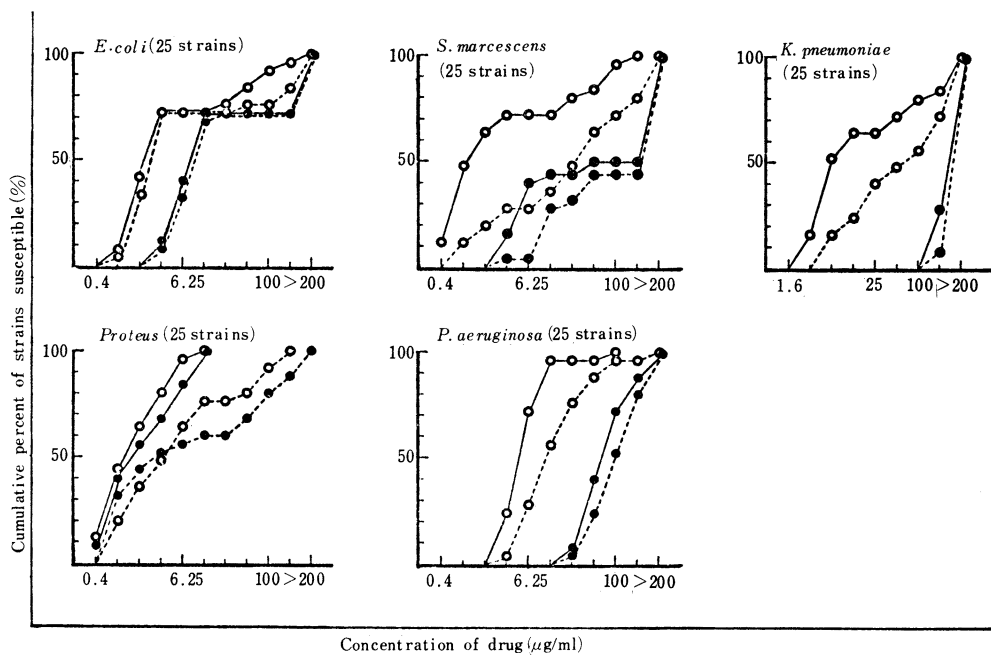 E.coli (25 strains)
100
50
0.4 6.25 100 >200
S. marcescens
(25 strains)
100
50
0.4 6.25 100 >200
K. pneumoniae
(25 strains)
100
50
1.6 25 100 >200
Proteus (25 strains)
100
50
0.4 6.25 100 >200
P. aeruginosa (25 strains)
100
50
0.4 6.25 100 >200
Cumulative percent of strains susceptible (%)
Concentration of drug (μg/ml)